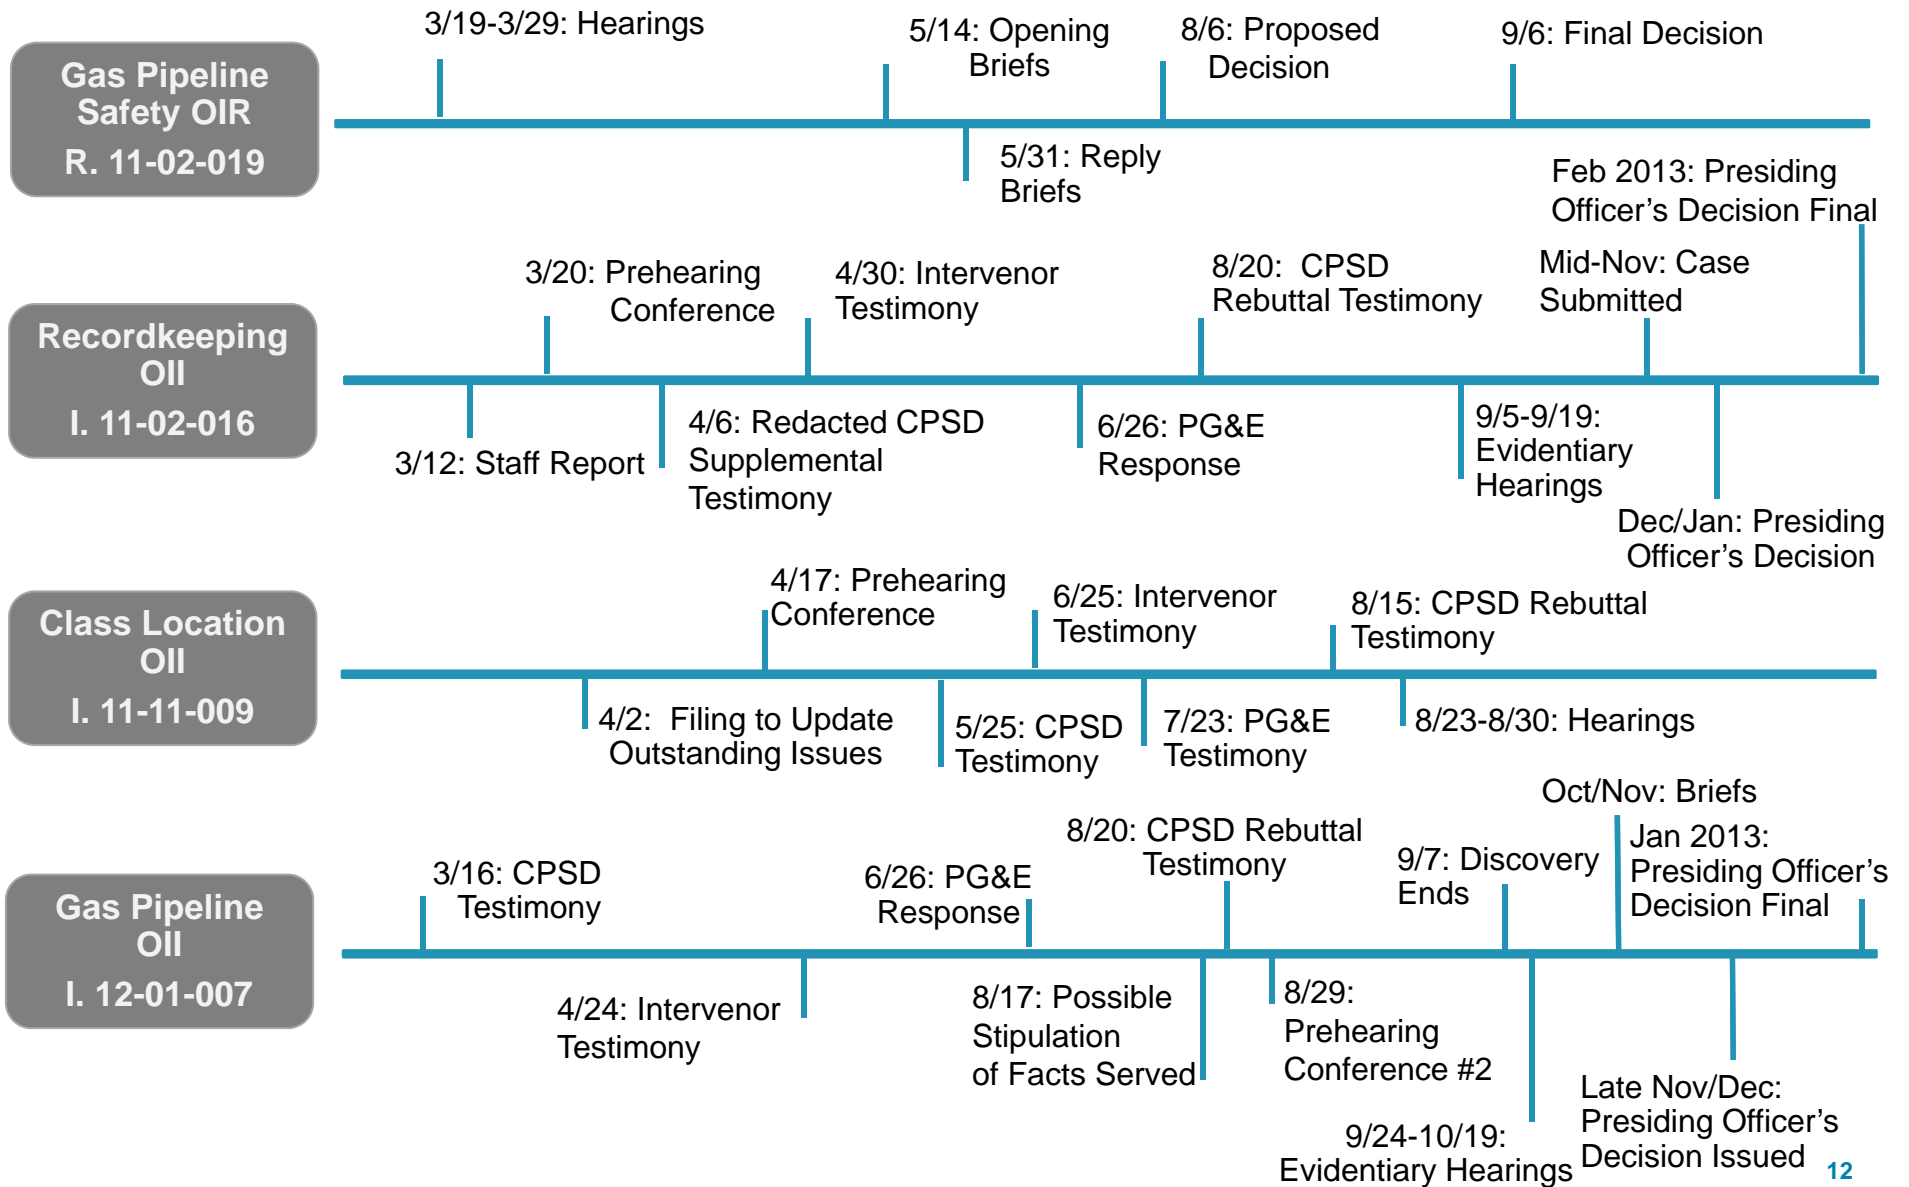 Gas Pipeline
Safety OIR
R. 11-02-019
3/19-3/29: Hearings
5/14: Opening
Briefs
8/6: Proposed
Decision
9/6: Final Decision
5/31: Reply
Briefs
Recordkeeping
OII
I. 11-02-016
3/20: Prehearing
Conference
4/30: Intervenor
Testimony
8/20:  CPSD
Rebuttal Testimony
Mid-Nov: Case
Submitted
Feb 2013: Presiding
Officer’s Decision Final
3/12: Staff Report
4/6: Redacted CPSD
Supplemental
Testimony
6/26: PG&E
Response
9/5-9/19:
Evidentiary
Hearings
Dec/Jan: Presiding
Officer’s Decision
Class Location
OII
I. 11-11-009
4/17: Prehearing
Conference
6/25: Intervenor
Testimony
8/15: CPSD Rebuttal
Testimony
4/2:  Filing to Update
Outstanding Issues
5/25: CPSD
Testimony
7/23: PG&E
Testimony
8/23-8/30: Hearings
Gas Pipeline
OII
I. 12-01-007
3/16: CPSD
Testimony
6/26: PG&E
Response
8/20: CPSD Rebuttal
Testimony
9/7: Discovery
Ends
Oct/Nov: Briefs
Jan 2013:
Presiding Officer’s
Decision Final
4/24: Intervenor
Testimony
8/17: Possible
Stipulation
of Facts Served
8/29:
Prehearing
Conference #2
9/24-10/19:
Evidentiary Hearings
Late Nov/Dec:
Presiding Officer’s
Decision Issued
12